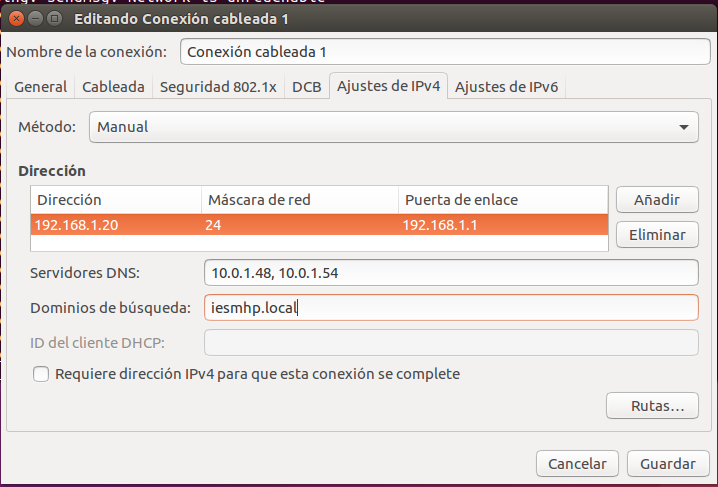 Editando Conexión cableada 1
Nombre de la conexión: Conexión cableada 1
General Cableada Seguridad 802.1x DCB Ajustes de IPv4 Ajustes de IPv6
Método: Manual
Dirección
Dirección Máscara de red Puerta de enlace Añadir
192.168.1.20 24 192.168.1.1
Eliminar
Servidores DNS: 10.0.1.48, 10.0.1.54
Dominios de búsqueda: iesmhp.local
ID del cliente DHCP:
Requiere dirección IPv4 para que esta conexión se complete
Rutas...
Cancelar Guardar